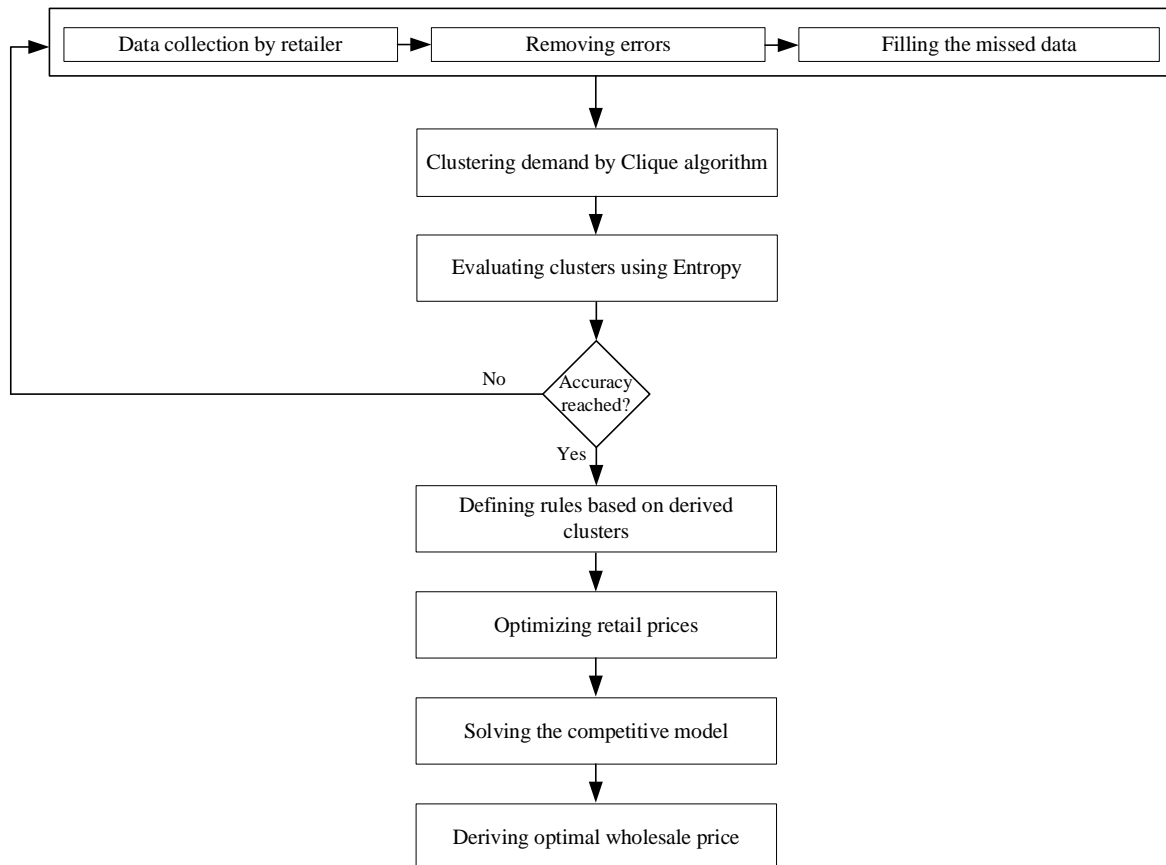 Data collection by retailer
Removing errors
Filling the missed data
Clustering demand by Clique algorithm
Evaluating clusters using Entropy
No
Accuracy
reached?
Yes
Defining rules based on derived
clusters
Optimizing retail prices
Solving the competitive model
Deriving optimal wholesale price